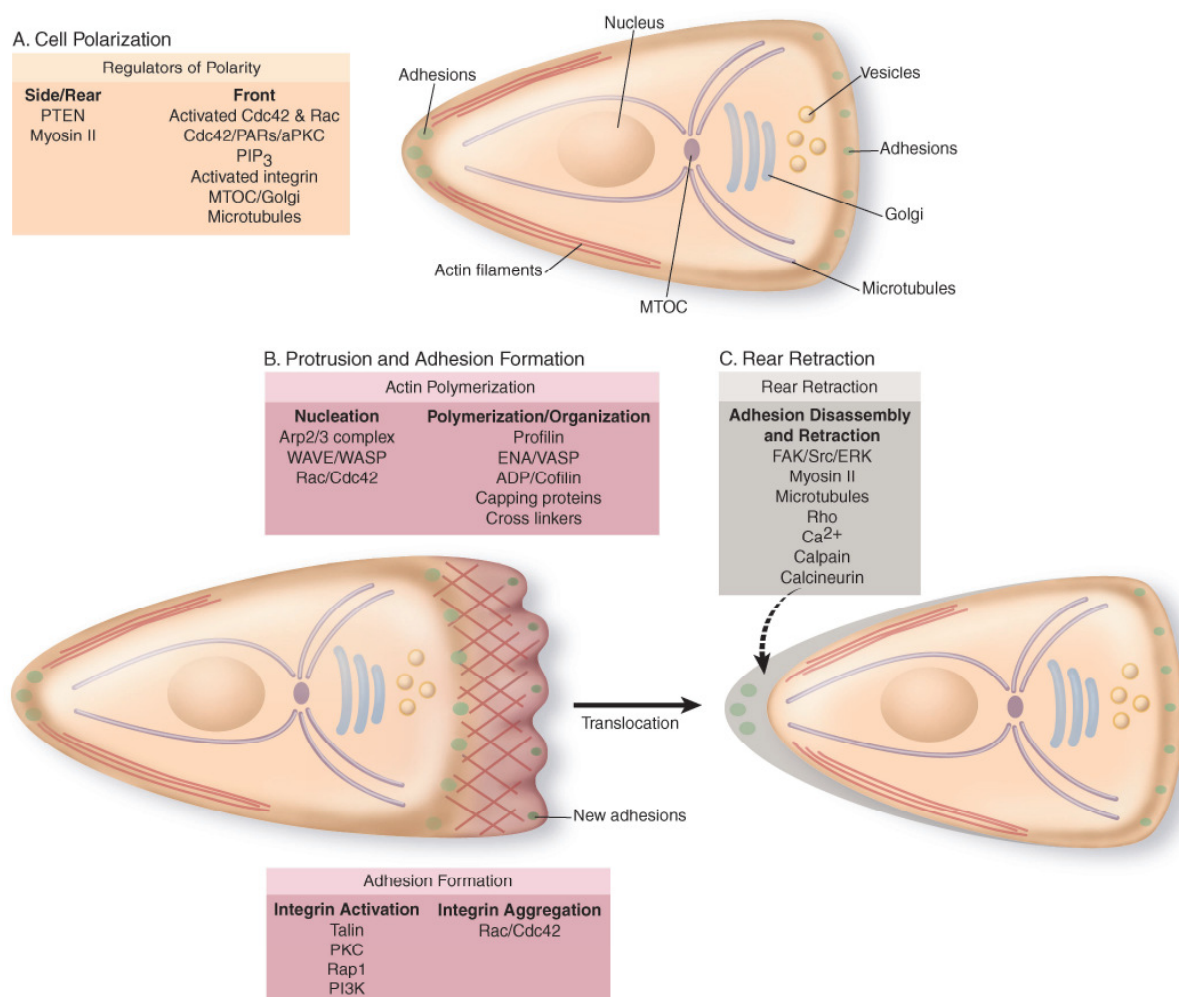 A. Cell Polarization
Regulators of Polarity
Side/Rear Front
PTEN Activated Cdc42 & Rac
Myosin II Cdc42/PARs/aPKC
PIP3
Activated integrin
MTOC/Golgi
Microtubules
Nucleus
Adhesions
Vesicles
Adhesions
Golgi
Actin filaments
Microtubules
MTOC
B. Protrusion and Adhesion Formation
Actin Polymerization
Nucleation Polymerization/Organization
Arp2/3 complex Profilin
WAVE/WASP ENA/VASP
Rac/Cdc42 ADP/Cofilin
Capping proteins
Cross linkers
C. Rear Retraction
Rear Retraction
Adhesion Disassembly
and Retraction
FAK/Src/ERK
Myosin II
Microtubules
Rho
Ca2+
Calpain
Calcineurin
Translocation
New adhesions
Adhesion Formation
Integrin Activation Integrin Aggregation
Talin Rac/Cdc42
PKC
Rap1
PI3K